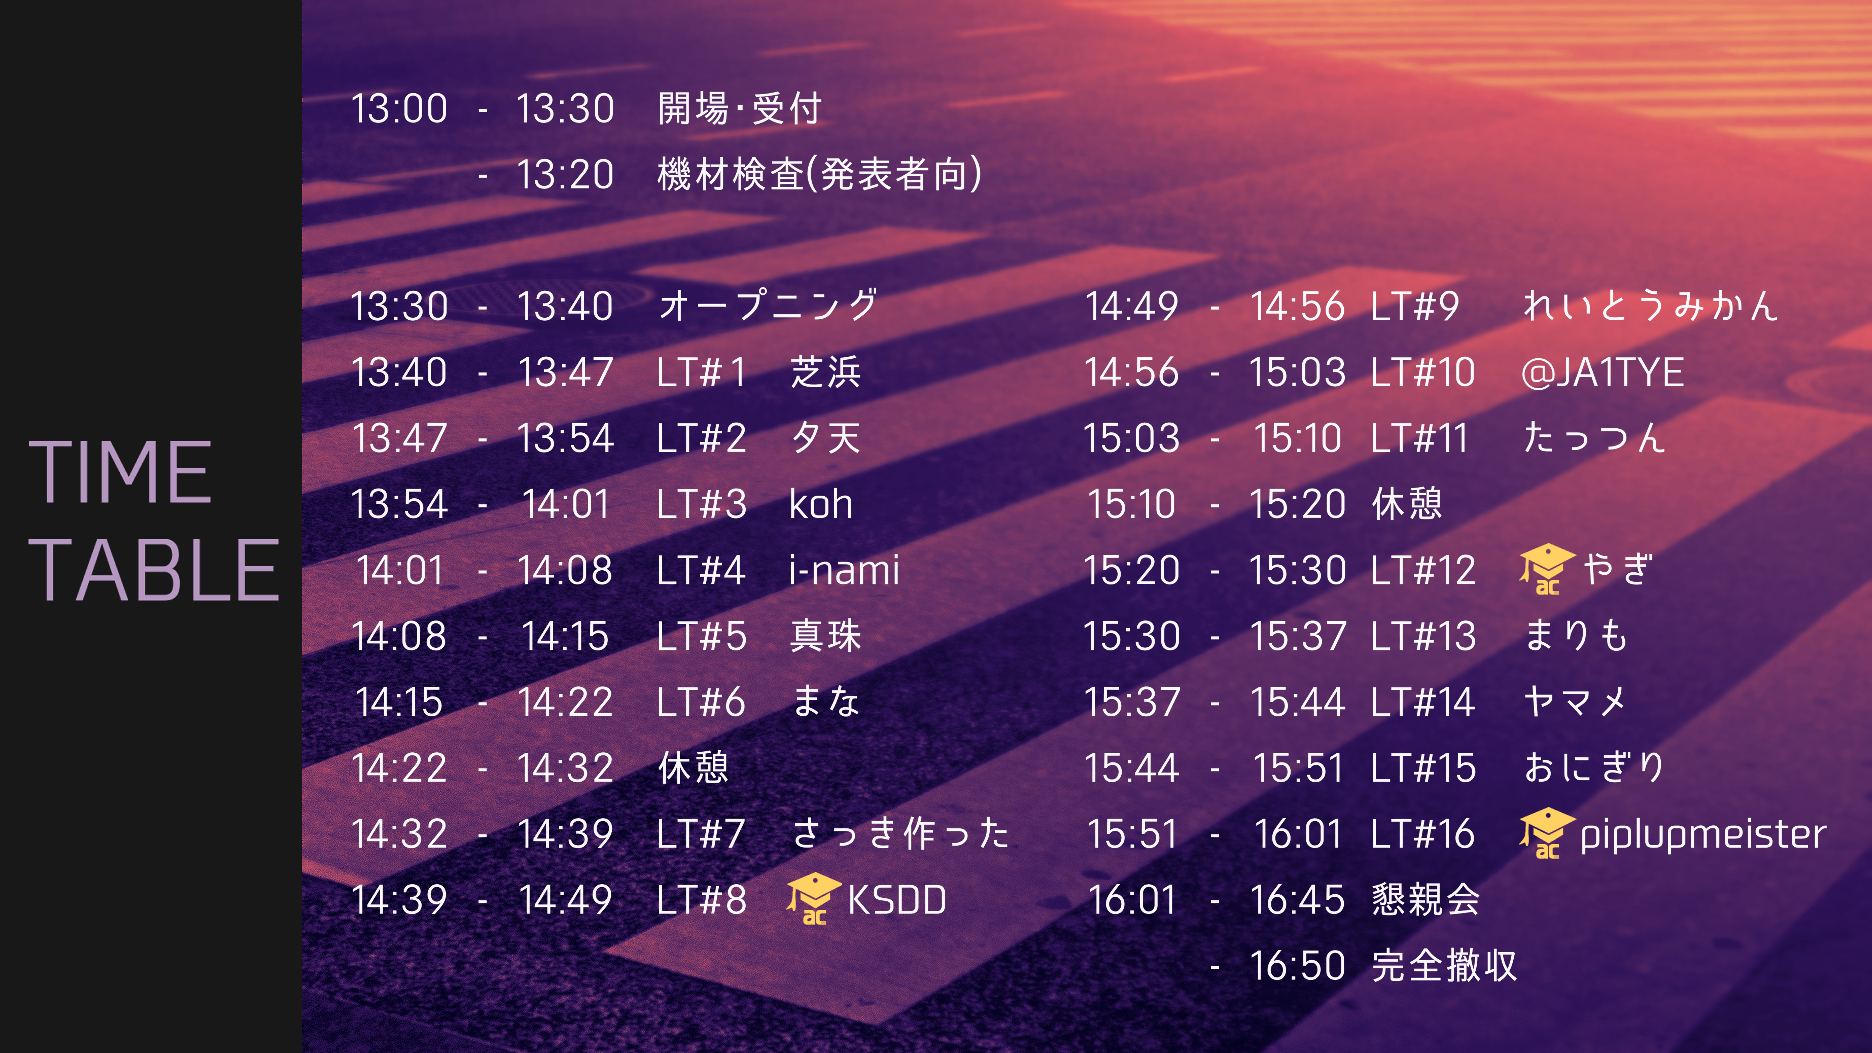 TIME
TABLE
13:00 - 13:30 開場・受付
- 13:20 機材検査(発表者向)
13:30 - 13:40 オープニング
13:40 - 13:47 LT#1 芝浜
13:47 - 13:54 LT#2 夕天
13:54 - 14:01 LT#3 koh
14:01 - 14:08 LT#4 i-nami
14:08 - 14:15 LT#5 真珠
14:15 - 14:22 LT#6 まな
14:22 - 14:32 休憩
14:32 - 14:39 LT#7 さっき作った
14:39 - 14:49 LT#8 ac KSDD
14:49 - 14:56 LT#9 れいとうみかん
14:56 - 15:03 LT#10 @JA1TYE
15:03 - 15:10 LT#11 たっつん
15:10 - 15:20 休憩
15:20 - 15:30 LT#12 ac やぎ
15:30 - 15:37 LT#13 まりも
15:37 - 15:44 LT#14 ヤマメ
15:44 - 15:51 LT#15 おにぎり
15:51 - 16:01 LT#16 ac piplupmeister
16:01 - 16:45 懇親会
- 16:50 完全撤収